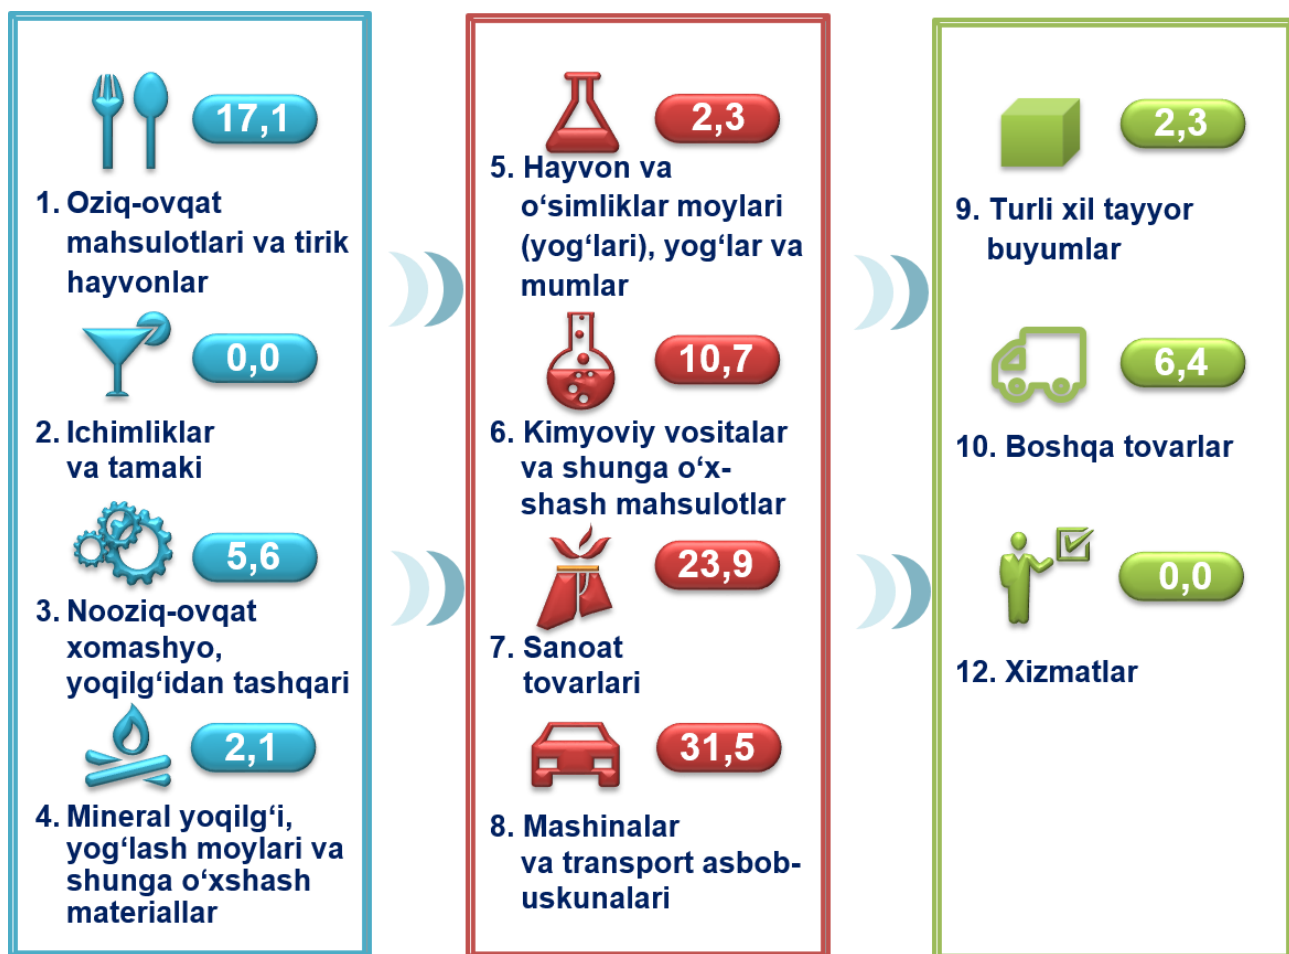 17,1
1. Oziq-ovqat
mahsulotlari va tirik
hayvonlar
0,0
2. Ichimliklar
va tamaki
5,6
3. Nooziq-ovqat
xomashyo,
yoqilg‘idan tashqari
2,1
4. Mineral yoqilg‘i,
yog‘lash moylari va
shunga o‘xshash
materiallar
2,3
5. Hayvon va
o‘simliklar moylari
(yog‘lari), yog‘lar va
mumlar
10,7
6. Kimyoviy vositalar
va shunga o‘x-
shash mahsulotlar
23,9
7. Sanoat
tovarlari
31,5
8. Mashinalar
va transport asbob-
uskunalari
2,3
9. Turli xil tayyor
buyumlar
6,4
10. Boshqa tovarlar
0,0
12. Xizmatlar